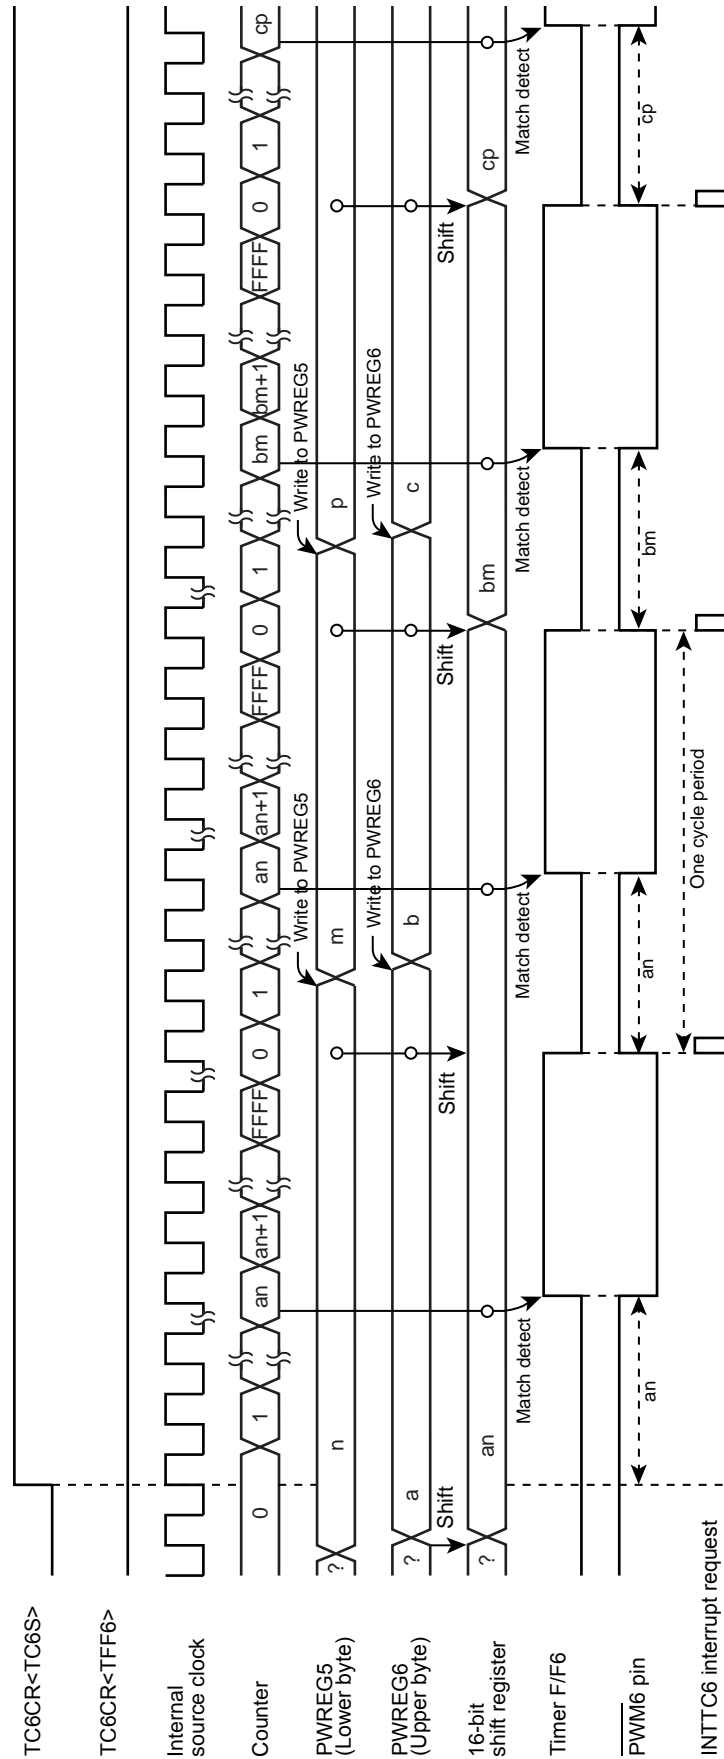 TC6CR<TC6S>
TC6CR<TFF6>
Internal
source clock
Counter
0
1
an
an+1
FFFF
0
1
an
an+1
FFFF
0
1
bm
bm+1
FFFF
0
1
cp
Write to PWREG5
Write to PWREG5
PWREG5
(Lower byte)
?
n
m
p
Write to PWREG6
Write to PWREG6
PWREG6
(Upper byte)
?
a
b
c
Shift
Shift
Shift
Shift
16-bit
shift register
?
an
bm
cp
Match detect
Match detect
Match detect
Match detect
Timer F/F6
PWM6 pin
an
an
bm
cp
One cycle period
INTTC6 interrupt request